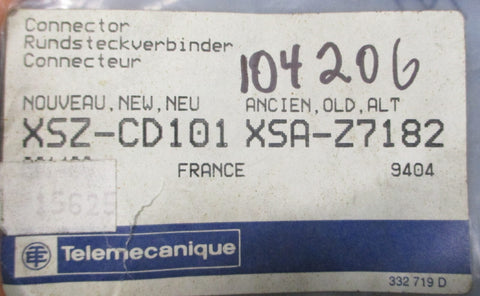 Connector
Rundsteckverbinder
Connecteur
104206
NOUVEAU,NEW,NEU ANCIEN,OLD,ALT
XSZ-CD101 XSA-Z7182
FRANCE 9404
15625
Telemecanique
332 719 D